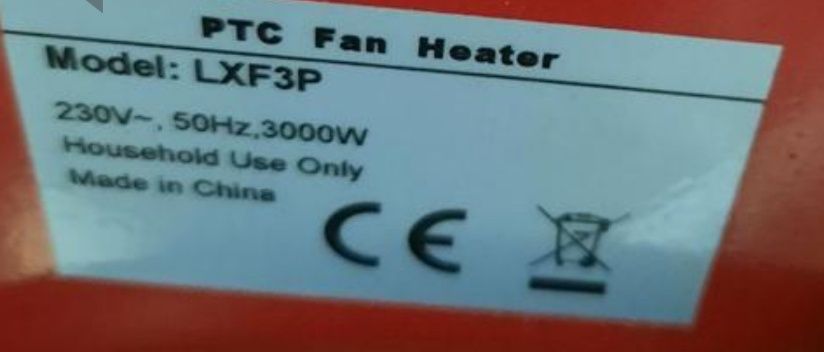 PTC Fan Heater
Model: LXF3P
230V~, 50Hz,3000W
Household Use Only
Made in China
CE